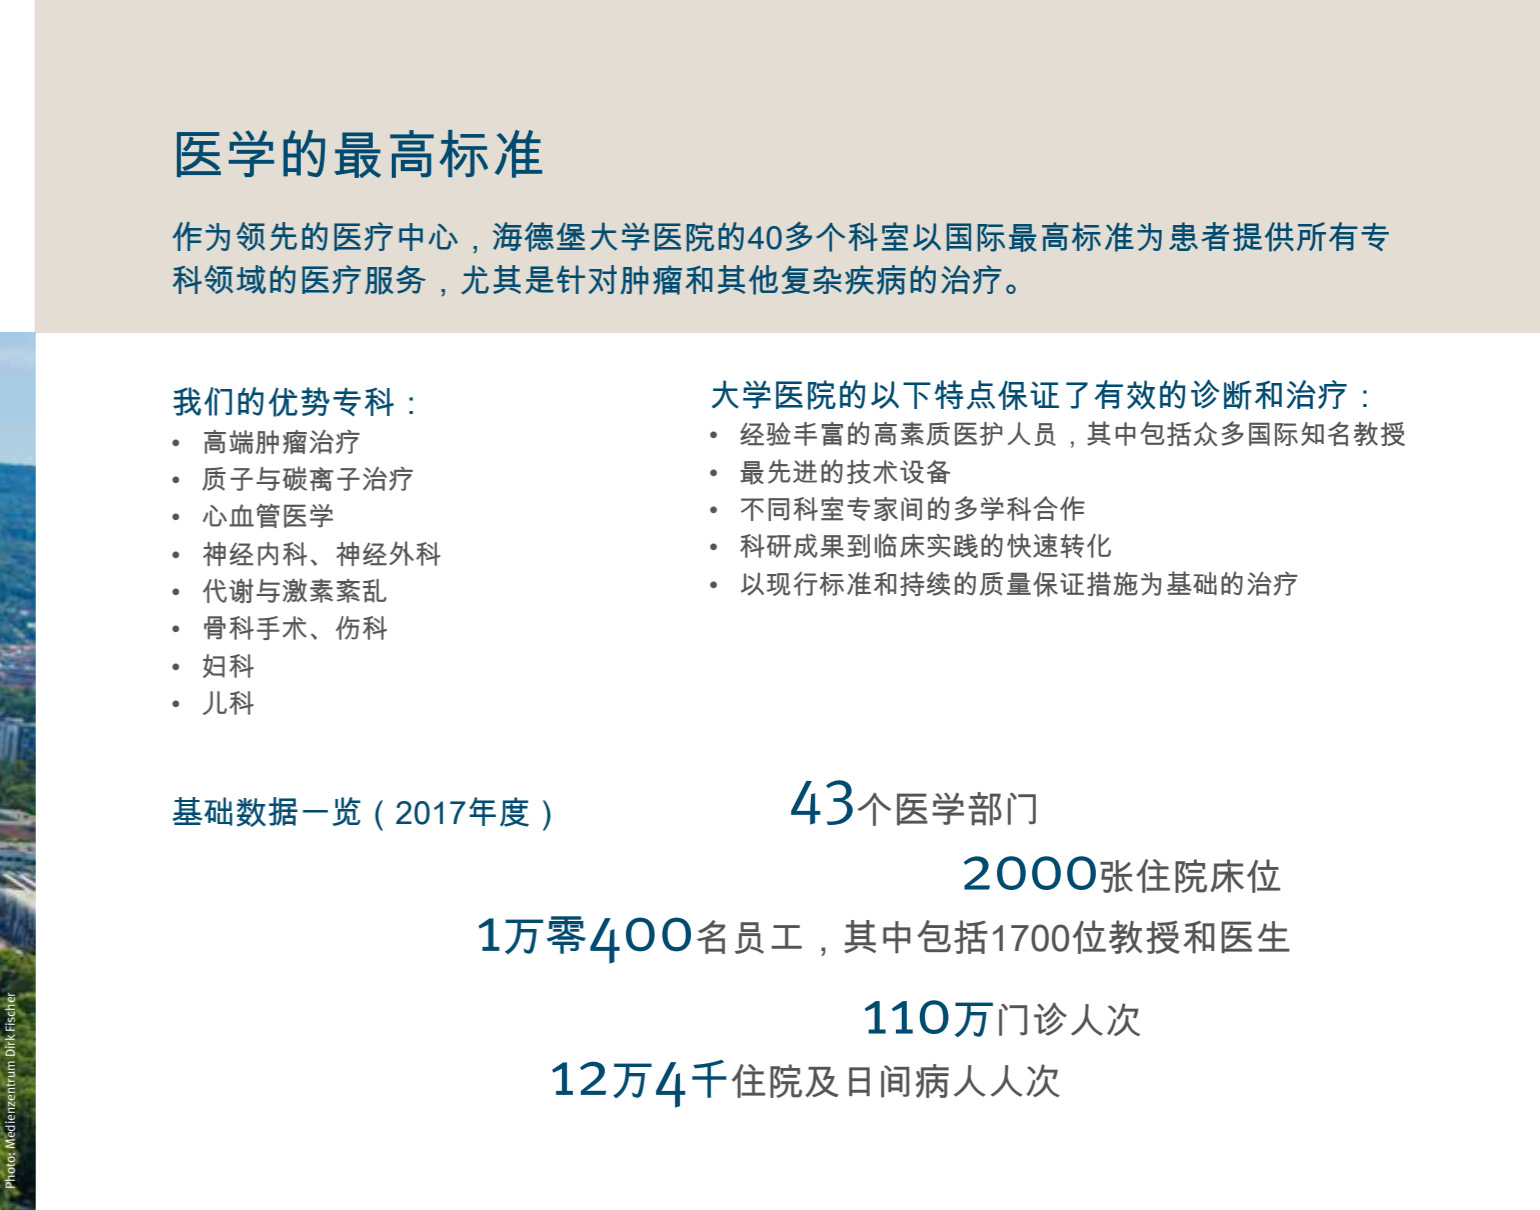 医学的最高标准
作为领先的医疗中心，海德堡大学医院的40多个科室以国际最高标准为患者提供所有专
科领域的医疗服务，尤其是针对肿瘤和其他复杂疾病的治疗。
我们的优势专科：
• 高端肿瘤治疗
• 质子与碳离子治疗
• 心血管医学
• 神经内科、神经外科
• 代谢与激素紊乱
• 骨科手术、伤科
• 妇科
• 儿科
大学医院的以下特点保证了有效的诊断和治疗：
• 经验丰富的高素质医护人员，其中包括众多国际知名教授
• 最先进的技术设备
• 不同科室专家间的多学科合作
• 科研成果到临床实践的快速转化
• 以现行标准和持续的质量保证措施为基础的治疗
基础数据一览（2017年度）
43个医学部门
2000张住院床位
1万零400名员工，其中包括1700位教授和医生
110万门诊人次
12万4千住院及日间病人人次
Photo: Medienzentrum Dirk Fischer